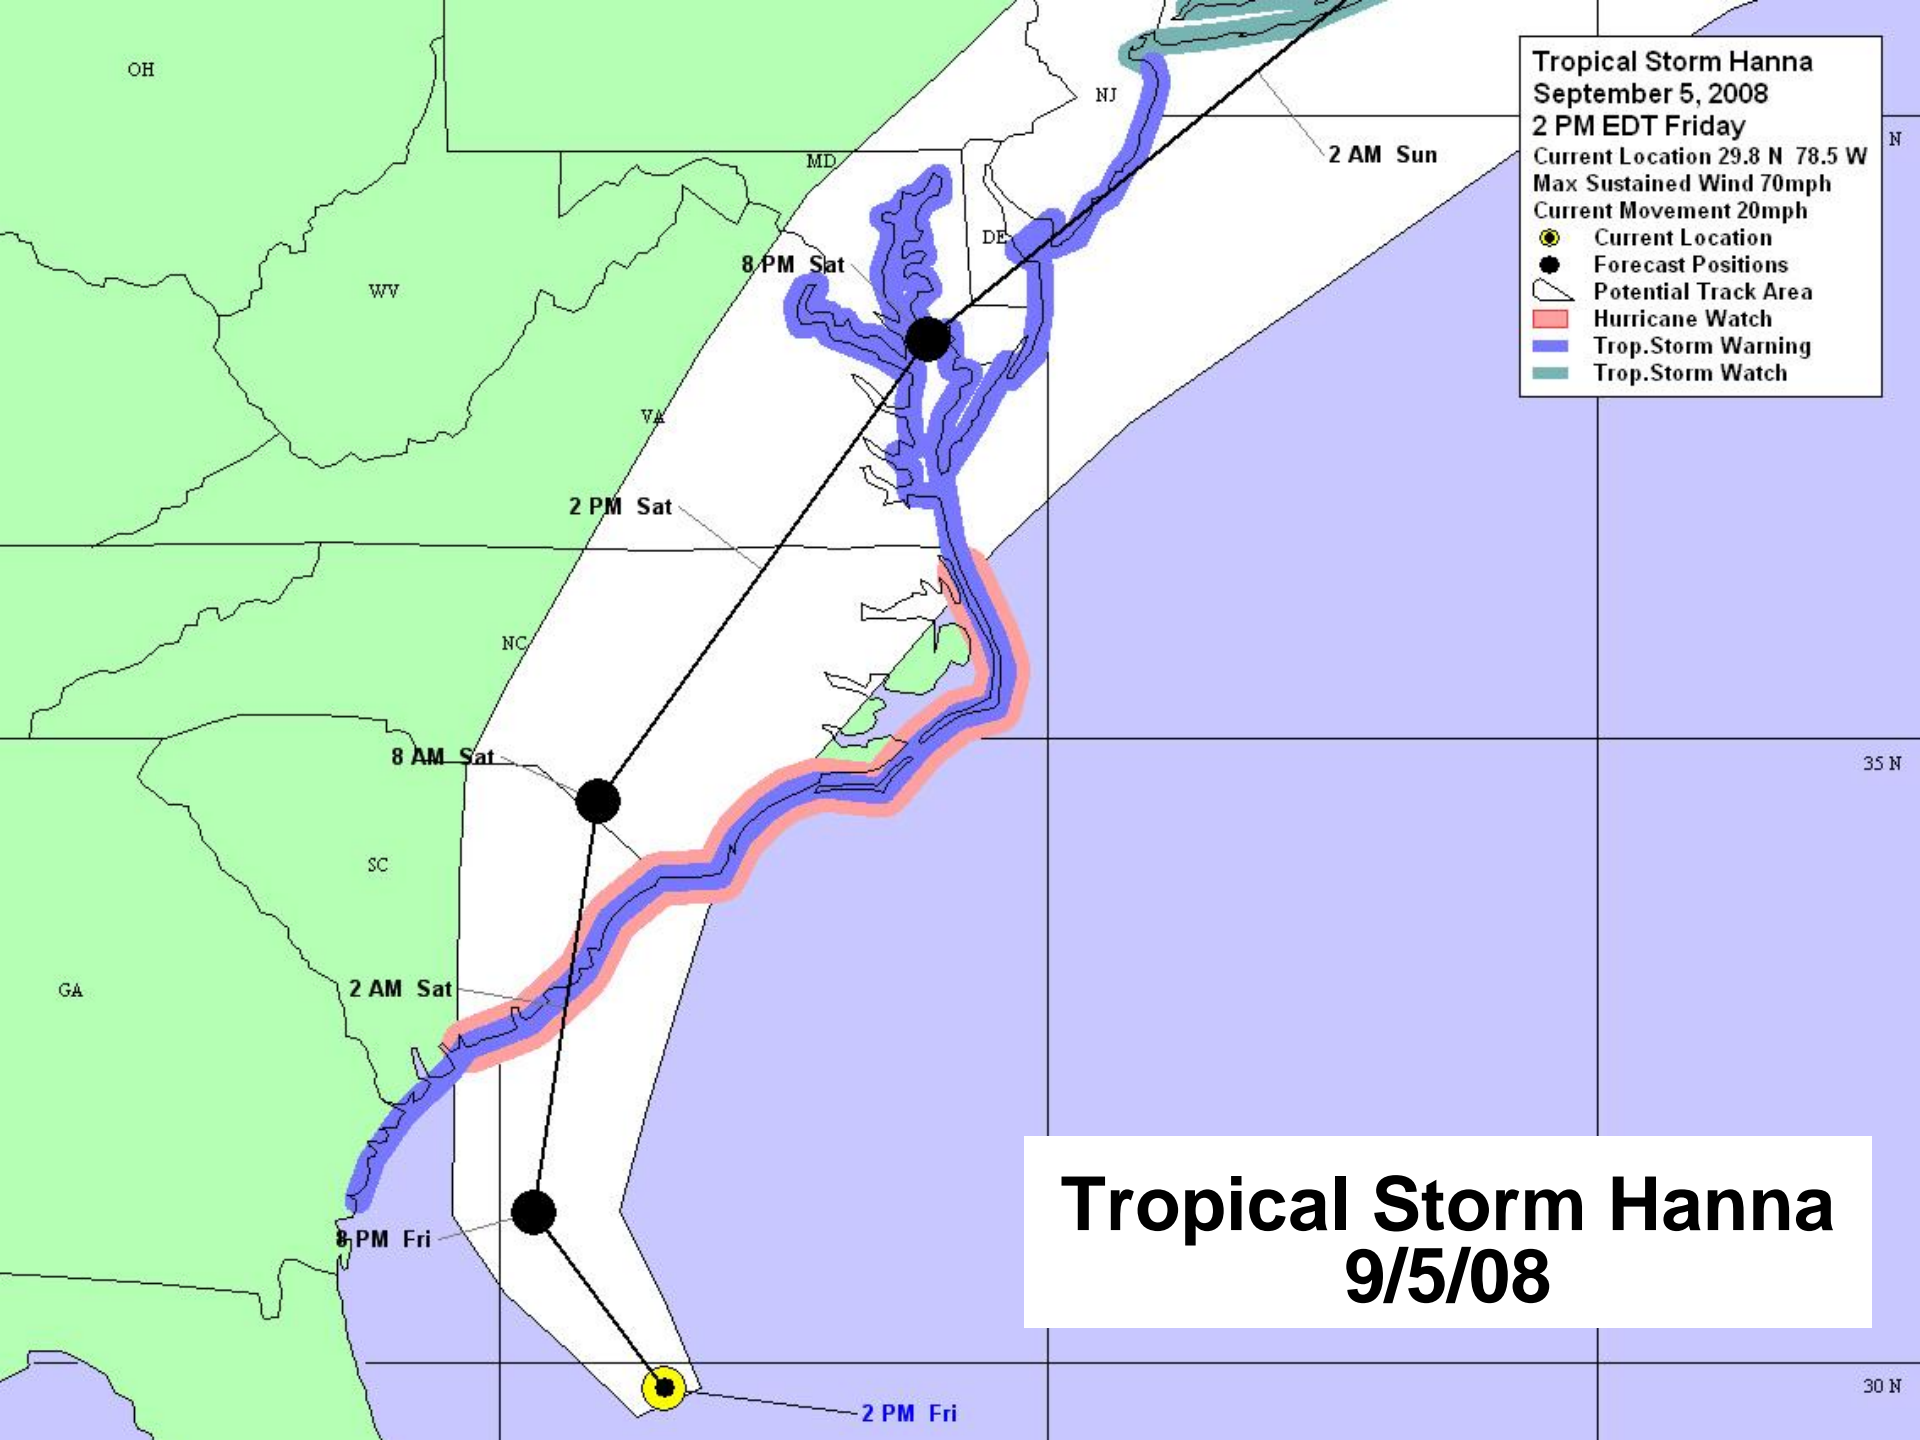 OH
NJ
Tropical Storm Hanna
September 5, 2008
2 PM EDT Friday
Current Location 29.8 N 78.5 W
Max Sustained Wind 70mph
Current Movement 20mph
Current Location
Forecast Positions
Potential Track Area
Hurricane Watch
Trop.Storm Warning
Trop.Storm Watch
N
2 AM Sun
MD
DE
8 PM Sat
WV
VA
2 PM Sat
NC
8 AM Sat
35 N
SC
2 AM Sat
GA
8 PM Fri
Tropical Storm Hanna
9/5/08
30 N
2 PM Fri